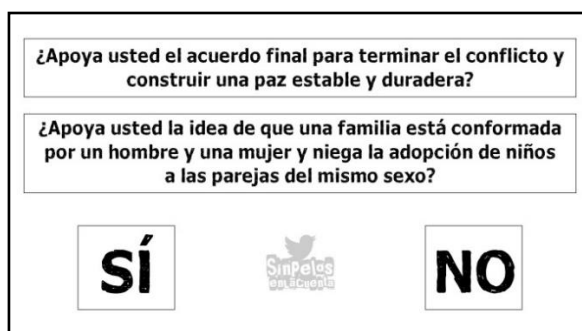 ¿Apoya usted el acuerdo final para terminar el conflicto y
construir una paz estable y duradera?
¿Apoya usted la idea de que una familia está conformada
por un hombre y una mujer y niega la adopción de niños
a las parejas del mismo sexo?
SÍ
SinPelos
en laCuenta
NO